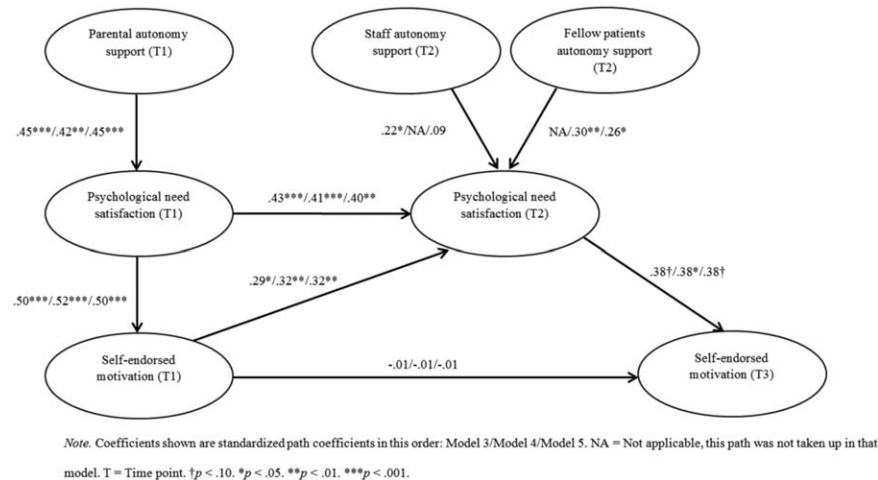 Parental autonomy
support (T1)
Staff autonomy
support (T2)
Fellow patients
autonomy support
(T2)
.45***/.42**/.45***
.22*/NA/.09
NA/.30**/.26*
Psychological need
satisfaction (T1)
.43***/.41***/.40**
Psychological need
satisfaction (T2)
.50***/.52***/.50***
.29*/.32**/.32**
.38†/.38*/.38†
Self-endorsed
motivation (T1)
-.01/-.01/-.01
Self-endorsed
motivation (T3)
Note. Coefficients shown are standardized path coefficients in this order: Model 3/Model 4/Model 5. NA = Not applicable, this path was not taken up in that
model. T = Time point. †p < .10. *p < .05. **p < .01. ***p < .001.